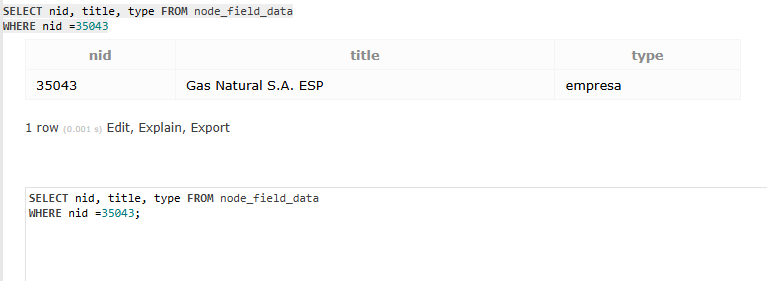 SELECT nid, title, type FROM node_field_data
WHERE nid =35043
nid title type
35043 Gas Natural S.A. ESP empresa
1 row (0.001 s) Edit, Explain, Export
SELECT nid, title, type FROM node_field_data
WHERE nid =35043;